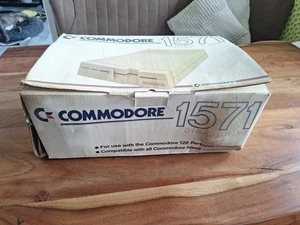 COMMODORE 1571
COMMODORE 1571
• For use with the Commodore 128
• Compatible with all Commodore